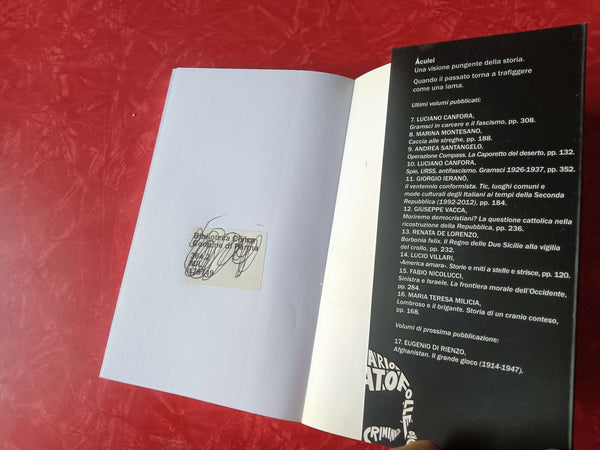 Biblioteca Civica
Aculei
Una visione pungente della storia.
Quando il passato torna a trafiggere
come una lama.
Ultimi volumi pubblicati:
7. LUCIANO CANFORA,
Gramsci in carcere e il fascismo, pp. 308.
8. MARINA MONTESANO,
Caccia alle streghe, pp. 188.
9. ANDREA SANTANGELO,
Operazione Compass. La Caporetto del deserto, pp. 132.
10. LUCIANO CANFORA,
Spie, URSS, antifascismo. Gramsci 1926-1937, pp. 352.
11. GIORGIO IERANÒ,
Il ventennio conformista. Tic, luoghi comuni e
mode culturali degli Italiani ai tempi della Seconda
Repubblica (1992-2012), pp. 184.
12. GIUSEPPE VACCA,
Moriremo democristiani? La questione cattolica nella
ricostruzione della Repubblica, pp. 236.
13. RENATA DE LORENZO,
Borbonia felix. Il Regno delle Due Sicilie alla vigilia
del crollo, pp. 232.
14. LUCIO VILLARI,
«America amara». Storie e miti a stelle e strisce, pp. 120.
15. FABIO NICOLUCCI,
Sinistra e Israele. La frontiera morale dell'Occidente,
pp. 284.
16. MARIA TERESA MILICIA,
Lombroso e il brigante. Storia di un cranio conteso,
pp. 168.
Volumi di prossima pubblicazione:
17. EUGENIO DI RIENZO,
Afghanistan. Il grande gioco (1914-1947).